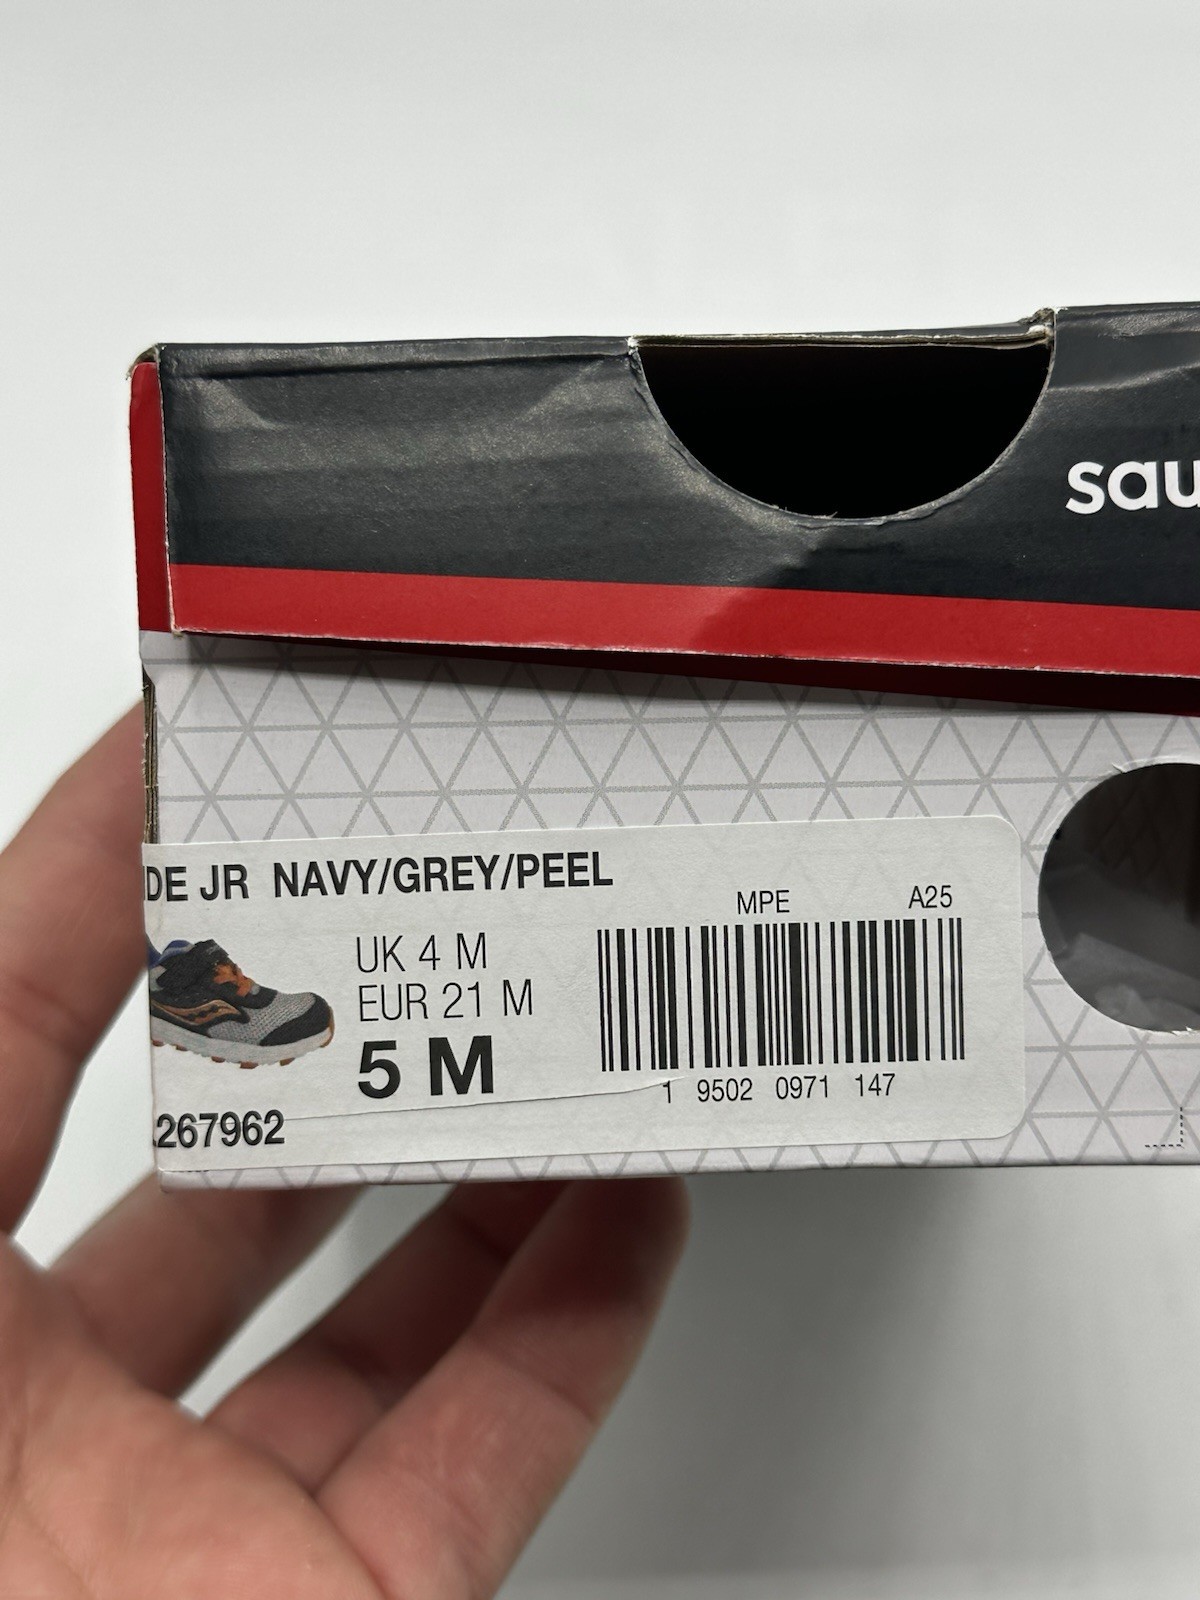 sau
DE JR NAVY/GREY/PEEL
MPE A25
UK 4 M
EUR 21 M
5 M
1 9502 0971 147
267962